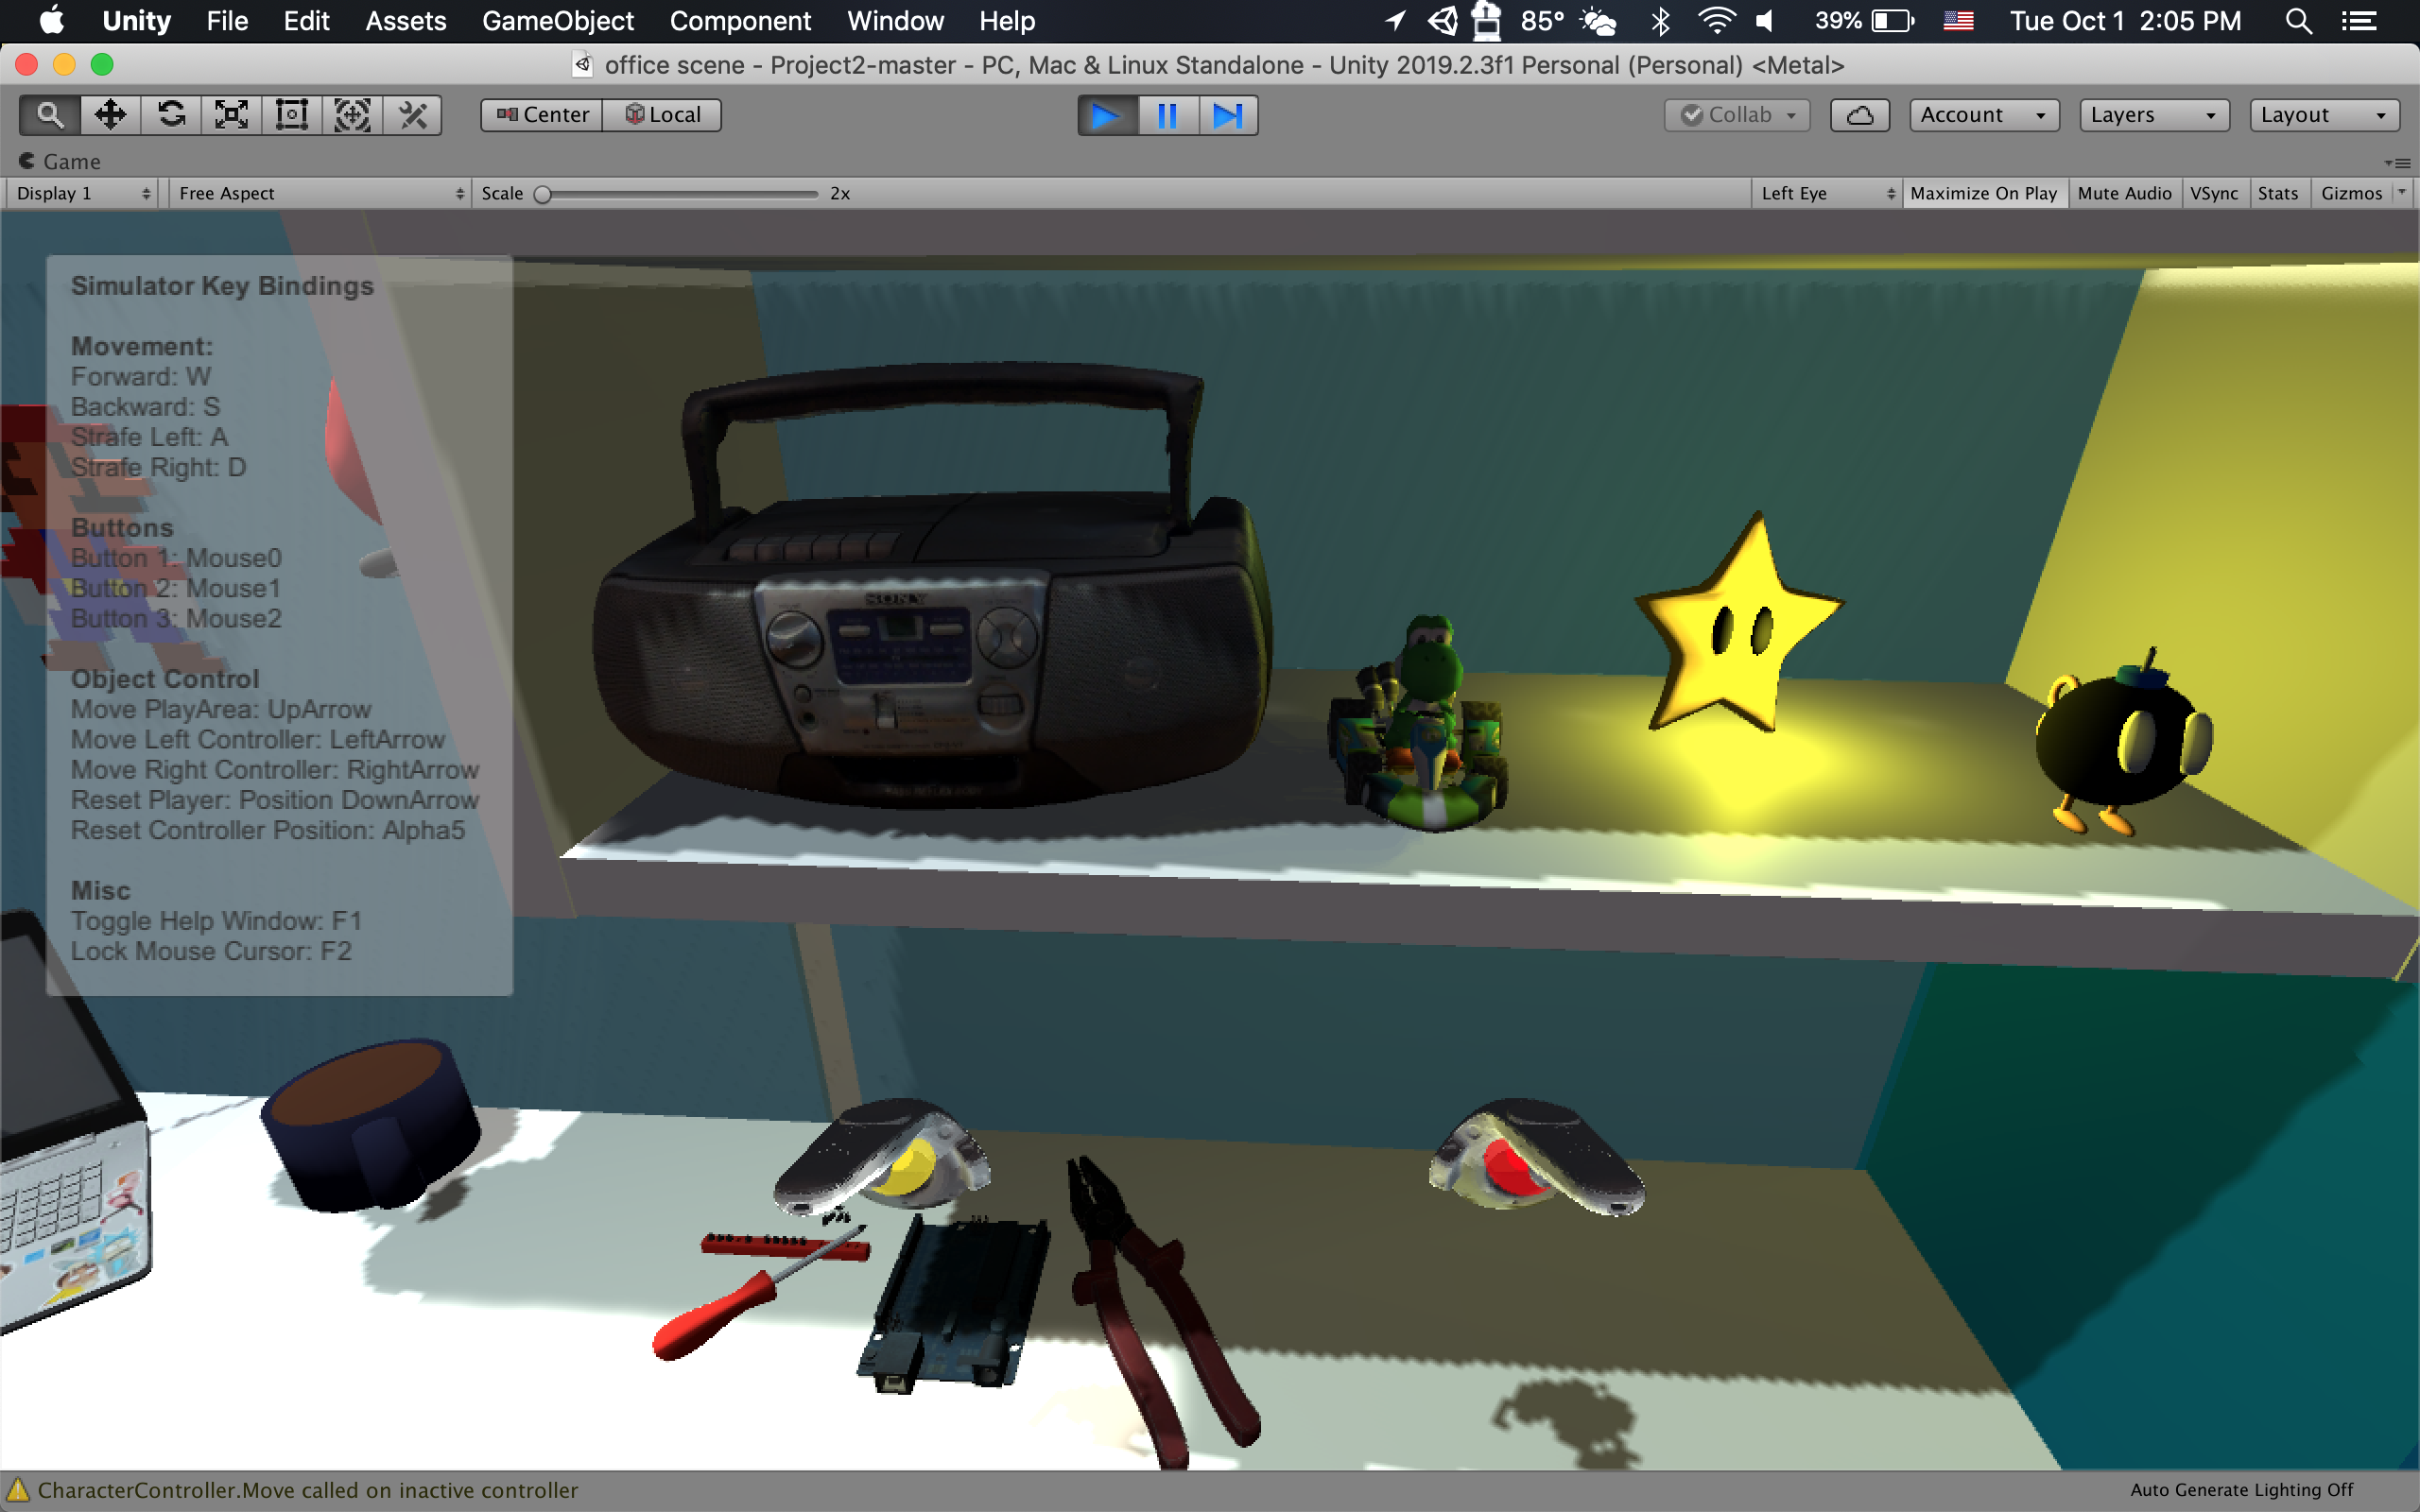 Unity File Edit Assets GameObject Component Window Help 85° 39% Tue Oct 1 2:05 PM
office scene - Project2-master - PC, Mac & Linux Standalone - Unity 2019.2.3f1 Personal (Personal) <Metal>
Center Local Collab Account Layers Layout
Game
Display 1 Free Aspect Scale 2x Left Eye Maximize On Play Mute Audio VSync Stats Gizmos
Simulator Key Bindings
Movement:
Forward: W
Backward: S
Strafe Left: A
Strafe Right: D
Buttons
Button 1: Mouse0
Button 2: Mouse1
Button 3: Mouse2
Object Control
Move PlayArea: UpArrow
Move Left Controller: LeftArrow
Move Right Controller: RightArrow
Reset Player: Position DownArrow
Reset Controller Position: Alpha5
Misc
Toggle Help Window: F1
Lock Mouse Cursor: F2
SONY
CharacterController.Move called on inactive controller
Auto Generate Lighting Off